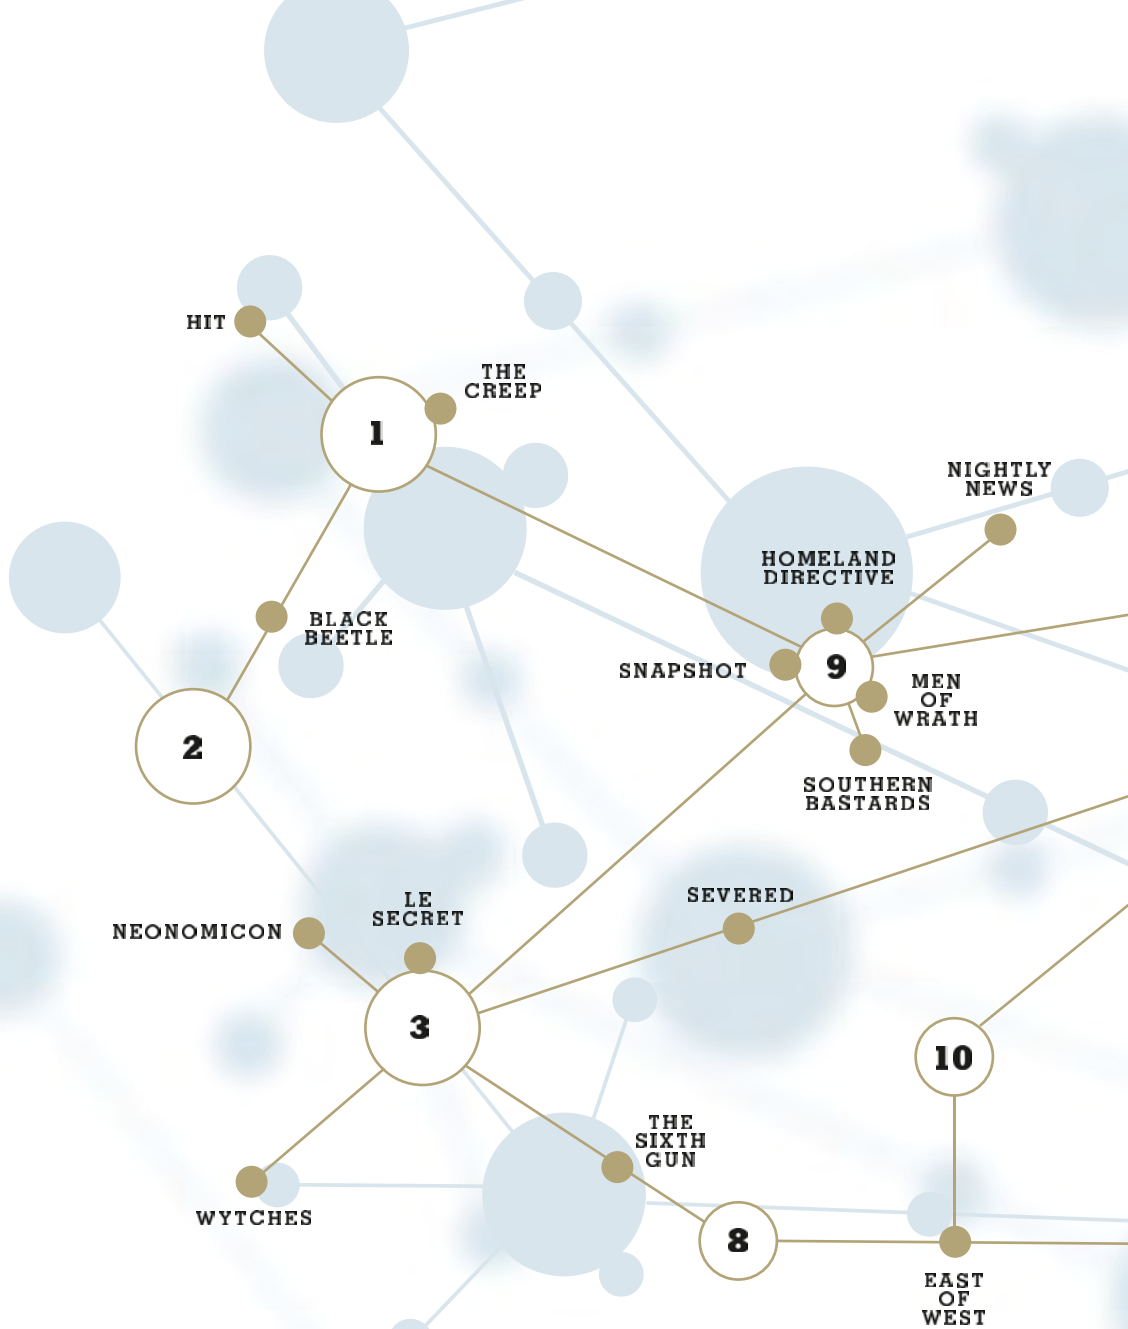 HIT
THE
CREEP
1
NIGHTLY
NEWS
HOMELAND
DIRECTIVE
BLACK
BEETLE
SNAPSHOT
9
MEN
OF
WRATH
2
SOUTHERN
BASTARDS
SEVERED
LE
SECRET
NEONOMICON
3
10
THE
SIXTH
GUN
WYTCHES
8
EAST
OF
WEST